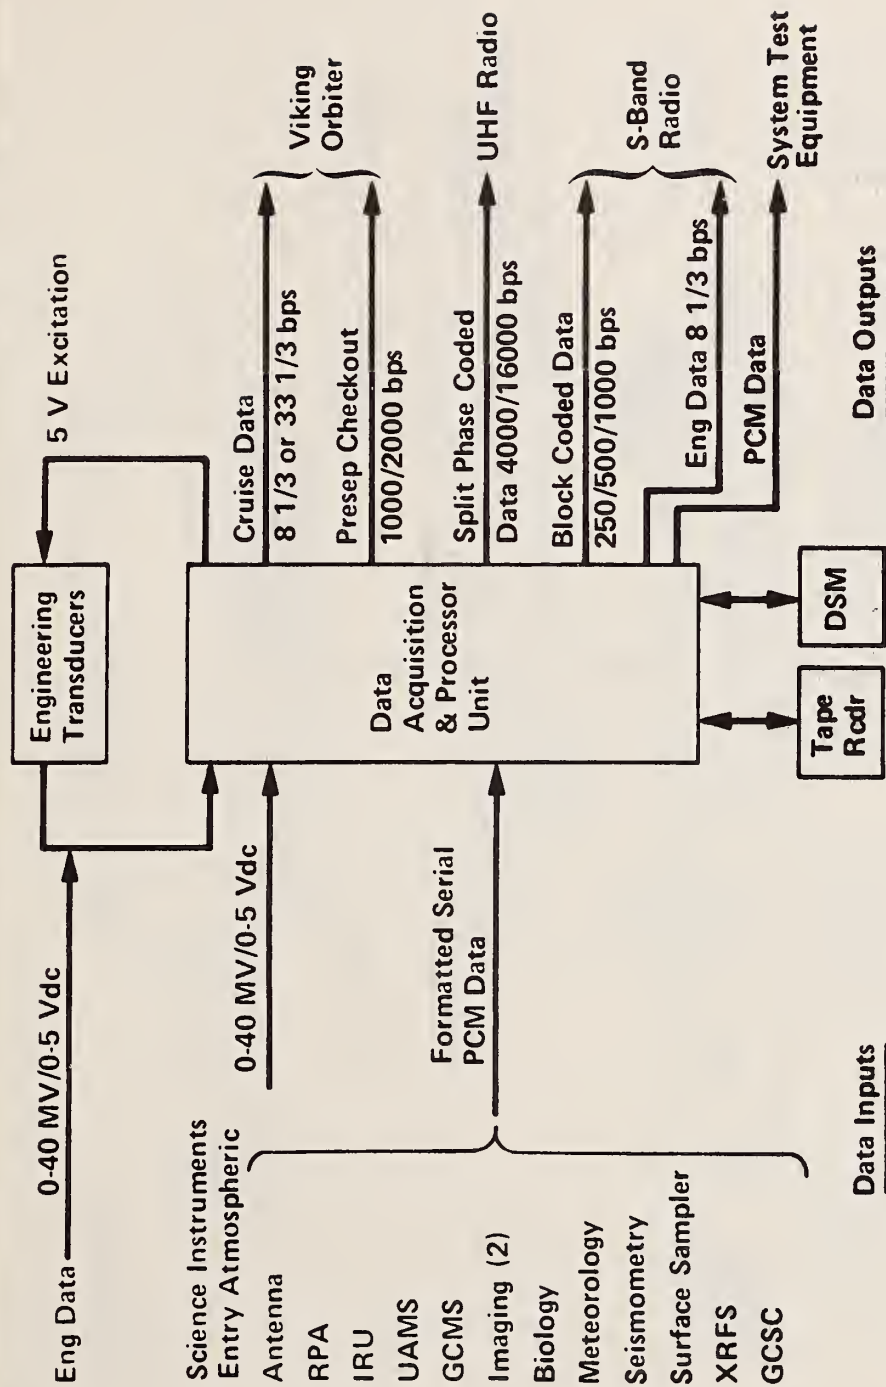 Eng Data
0-40 MV/0-5 Vdc
Engineering
Transducers
5 V Excitation
Science Instruments
Entry Atmospheric
Antenna
RPA
IRU
UAMS
GCMS
Imaging (2)
Biology
Meteorology
Seismometry
Surface Sampler
XRFS
GCSC
0-40 MV/0-5 Vdc
Formatted Serial
PCM Data
Data
Acquisition
& Processor
Unit
Cruise Data
8 1/3 or 33 1/3 bps
Presep Checkout
1000/2000 bps
Viking
Orbiter
Split Phase Coded
Data 4000/16000 bps
UHF Radio
Block Coded Data
250/500/1000 bps
Eng Data 8 1/3 bps
S-Band
Radio
PCM Data
System Test
Equipment
Tape
Rcdr
DSM
Data Inputs
Data Outputs